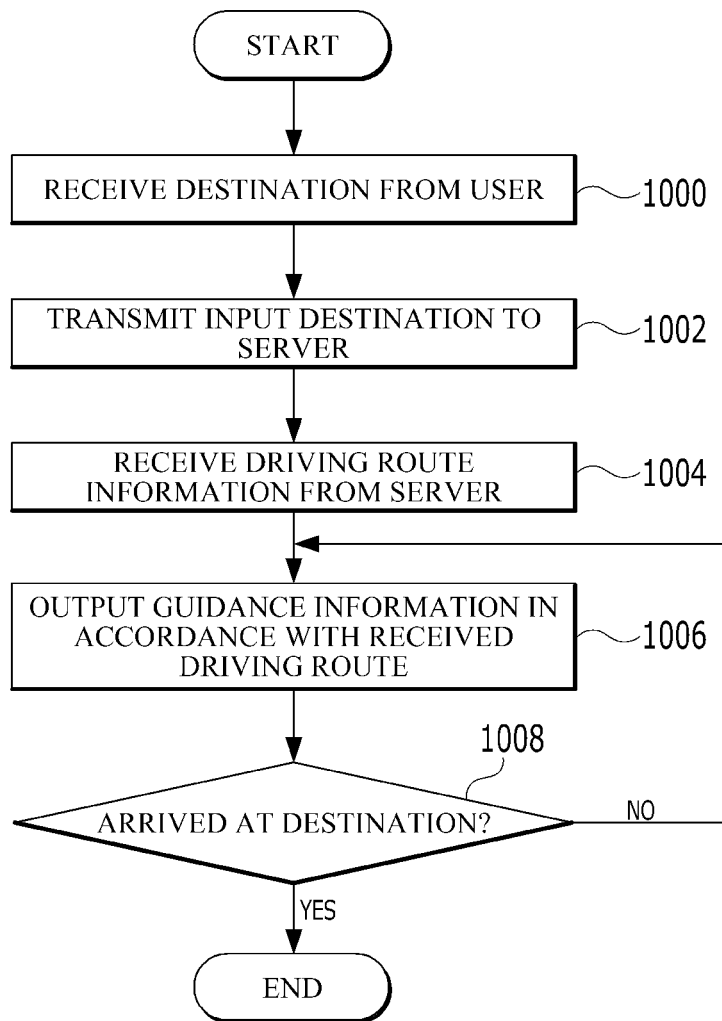 START
RECEIVE DESTINATION FROM USER
1000
TRANSMIT INPUT DESTINATION TO
SERVER
1002
RECEIVE DRIVING ROUTE
INFORMATION FROM SERVER
1004
OUTPUT GUIDANCE INFORMATION IN
ACCORDANCE WITH RECEIVED
DRIVING ROUTE
1006
1008
ARRIVED AT DESTINATION?
NO
YES
END